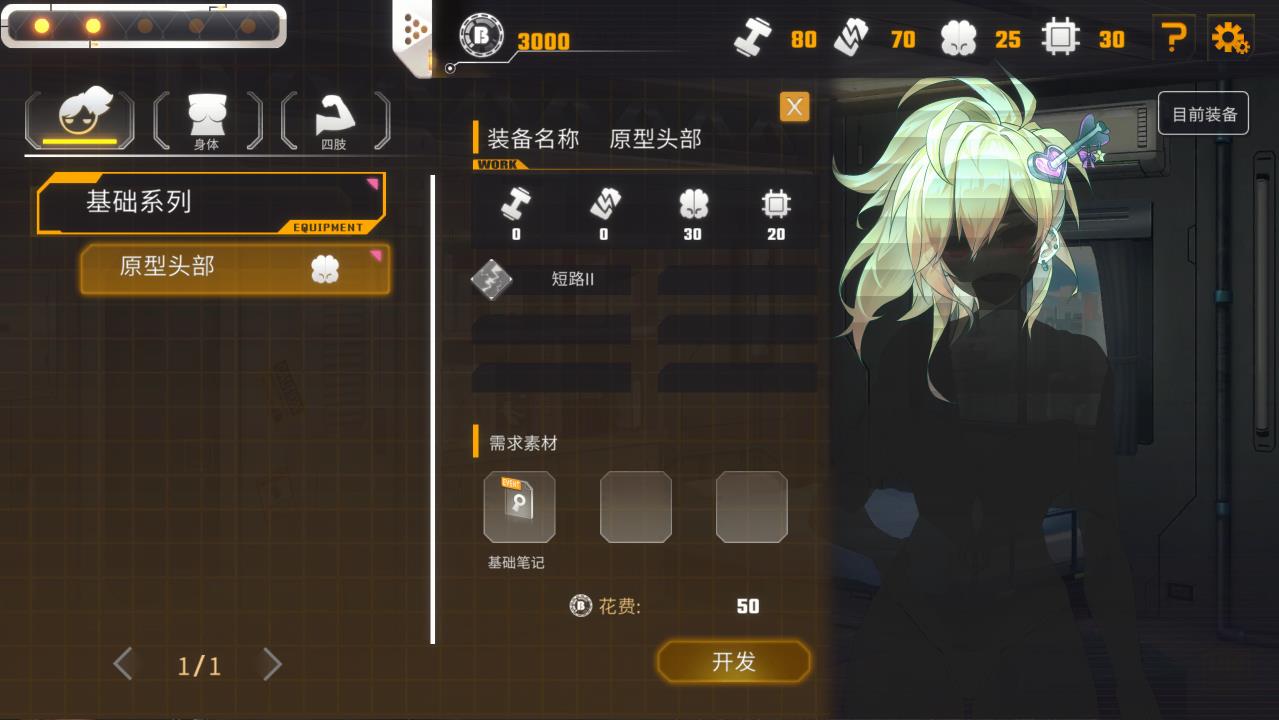 B 3000 80 70 25 30 ?
目前装备
身体
四肢
X
装备名称 原型头部
WORK
基础系列
EQUIPMENT
0 0 30 20
原型头部
短路II
需求素材
EVENT
基础笔记
B 花费: 50
1/1
开发